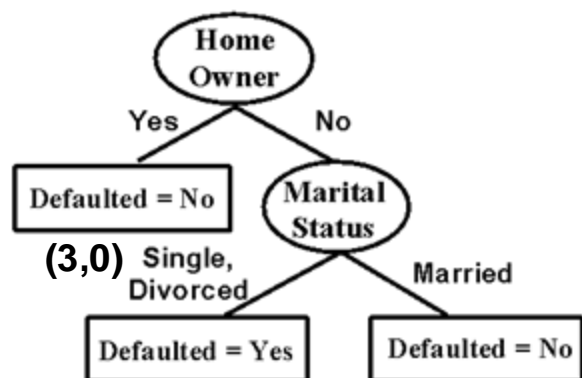 Home
Owner
Yes
No
Defaulted = No
Marital
Status
(3,0)
Single,
Divorced
Married
Defaulted = Yes
Defaulted = No